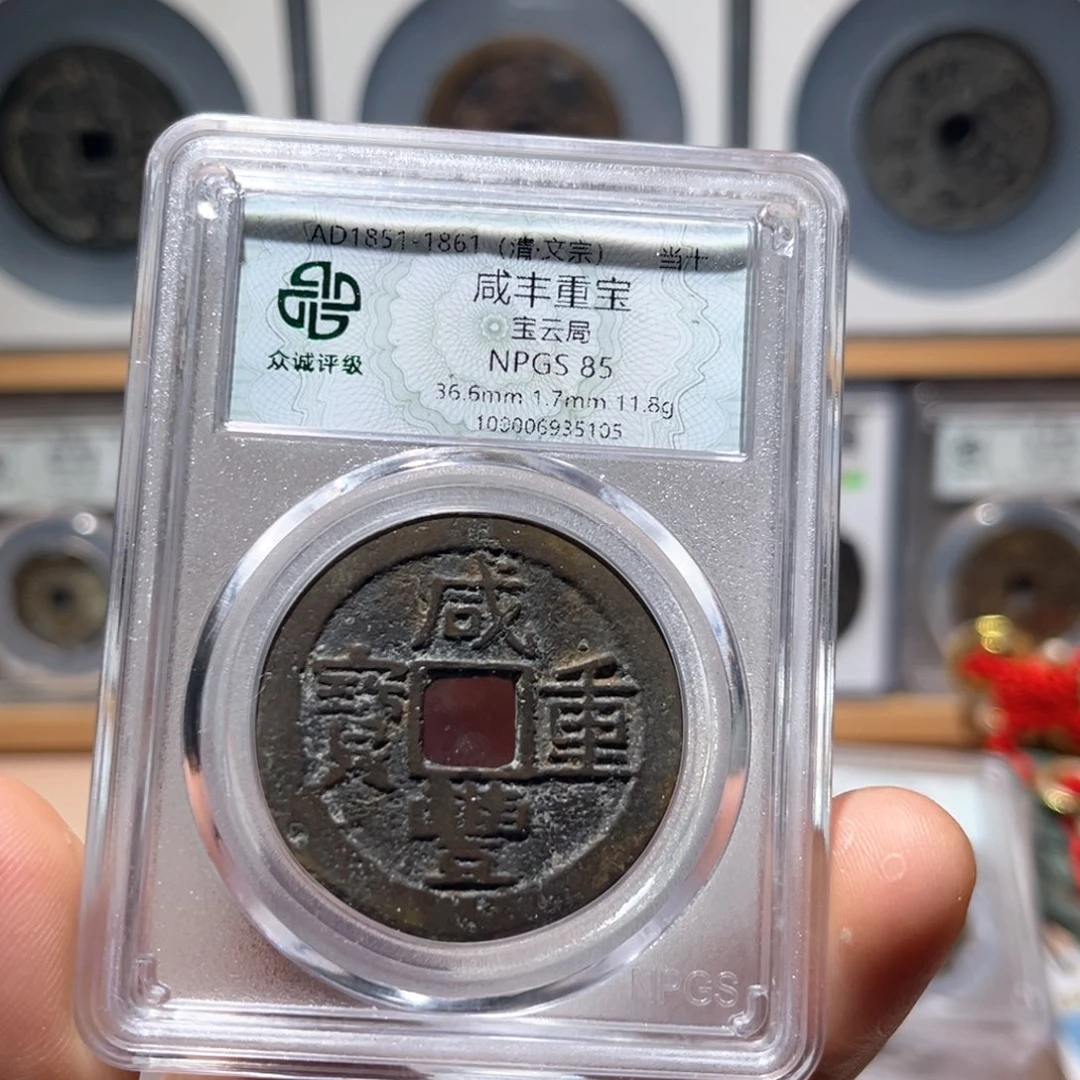 AD1851-1861（清·文宗） 当十
咸丰重宝
宝云局
NPGS 85
36.6mm 1.7mm 11.8g
100006935105
众诚评级
咸
重
豐
寶
NPGS